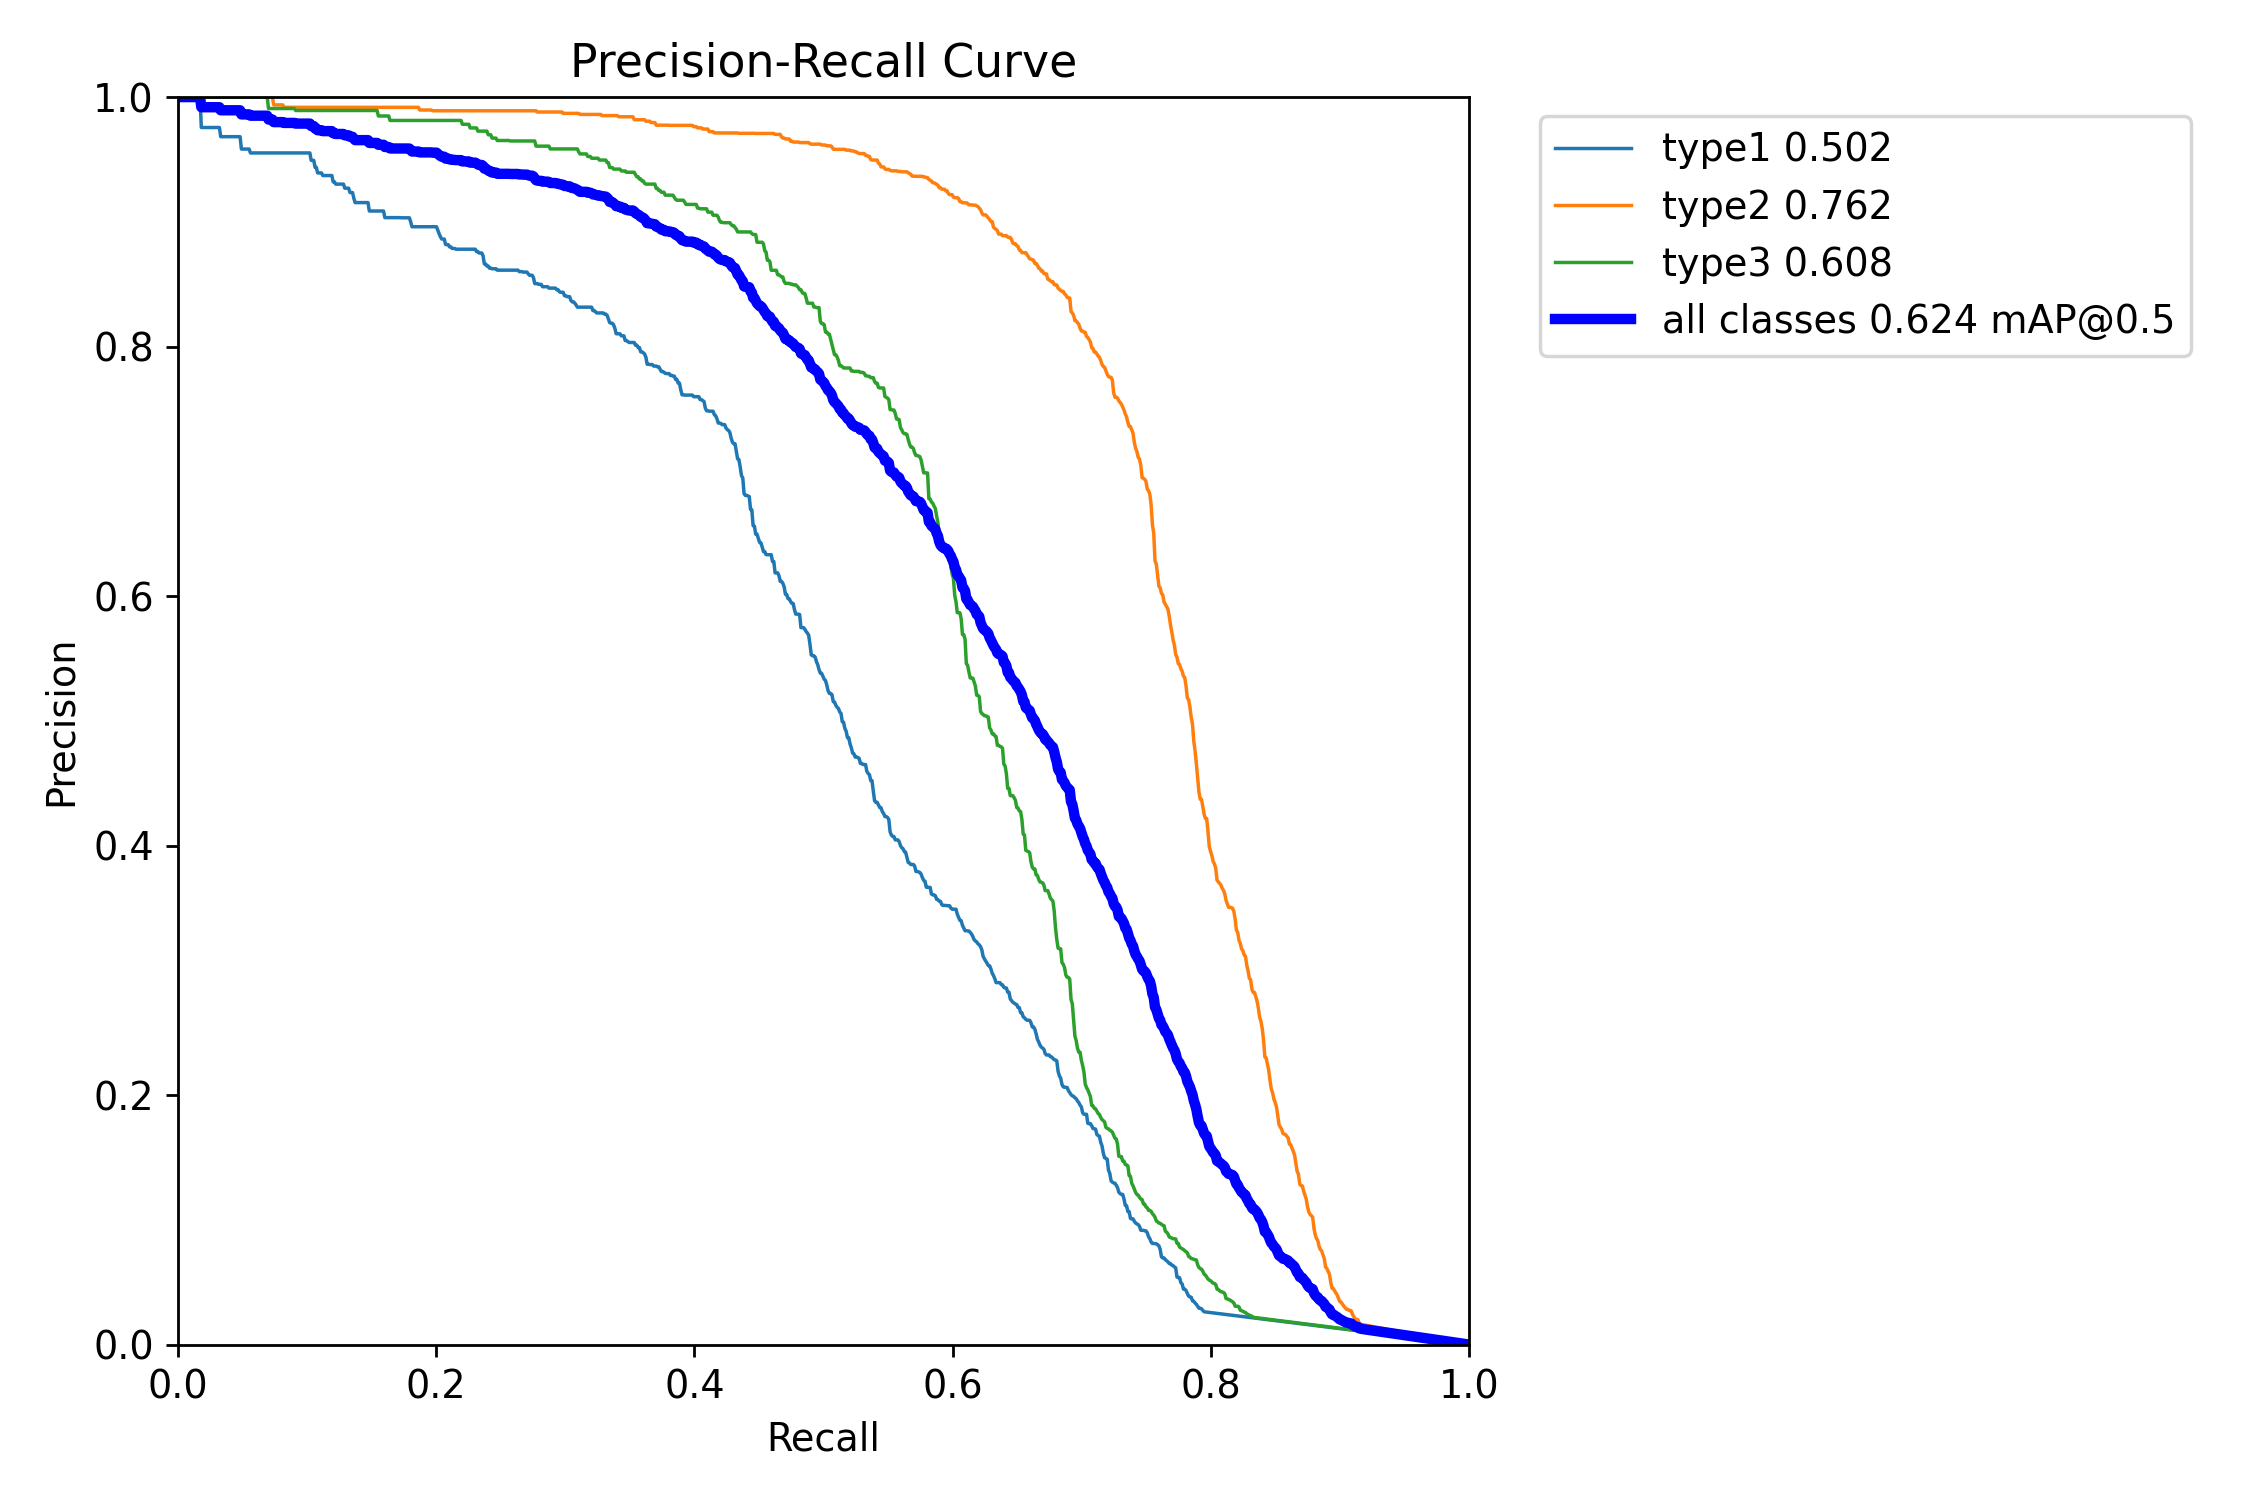 Precision-Recall Curve
1.0
0.8
0.6
0.4
0.2
0.0
Precision
0.0 0.2 0.4 0.6 0.8 1.0
Recall
type1 0.502
type2 0.762
type3 0.608
all classes 0.624 mAP@0.5